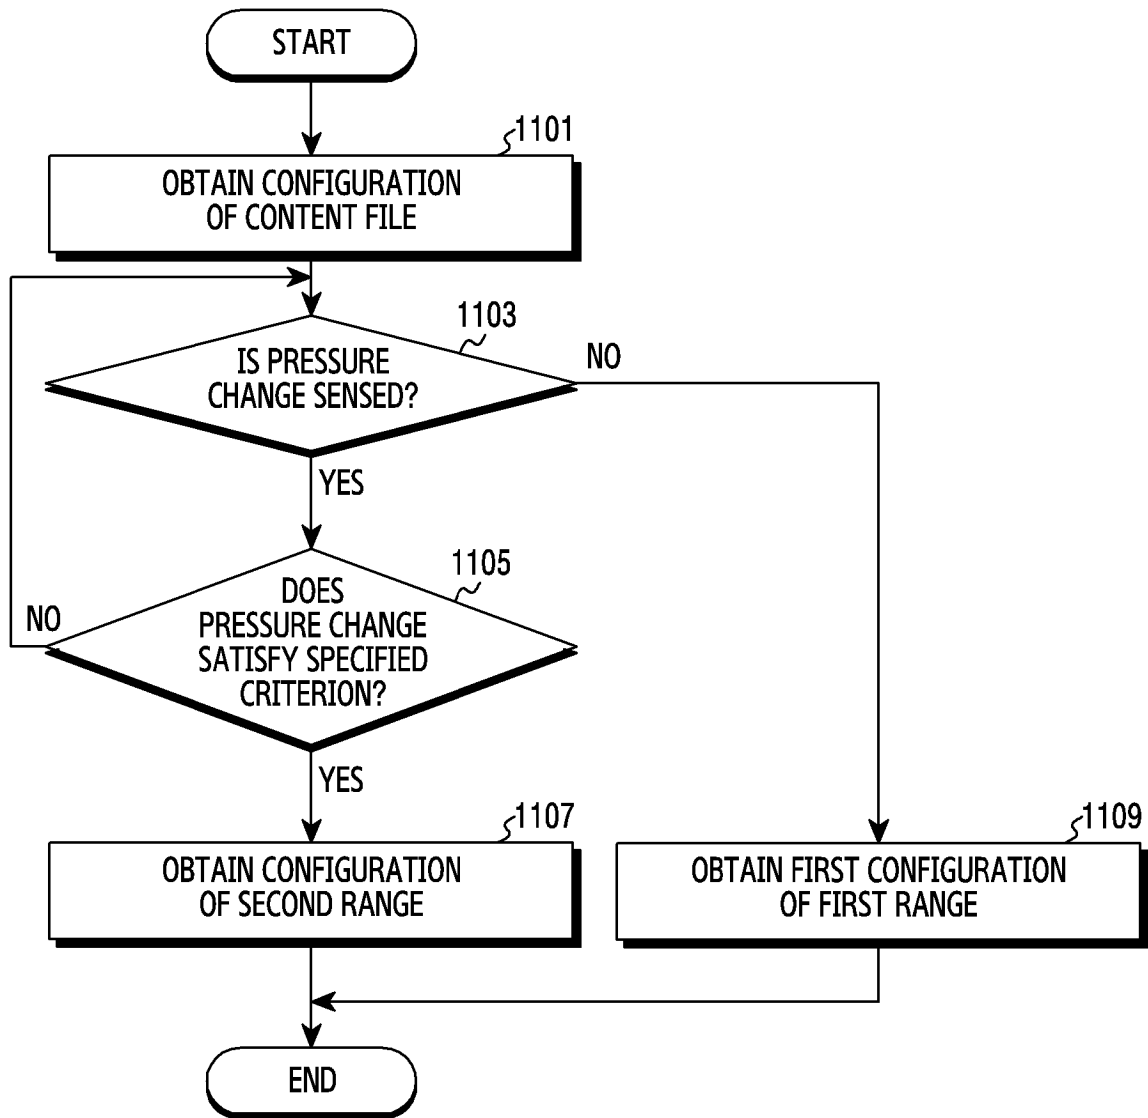 START
1101
OBTAIN CONFIGURATION
OF CONTENT FILE
1103
IS PRESSURE
CHANGE SENSED?
NO
YES
1105
DOES
PRESSURE CHANGE
SATISFY SPECIFIED
CRITERION?
NO
YES
1107
OBTAIN CONFIGURATION
OF SECOND RANGE
1109
OBTAIN FIRST CONFIGURATION
OF FIRST RANGE
END